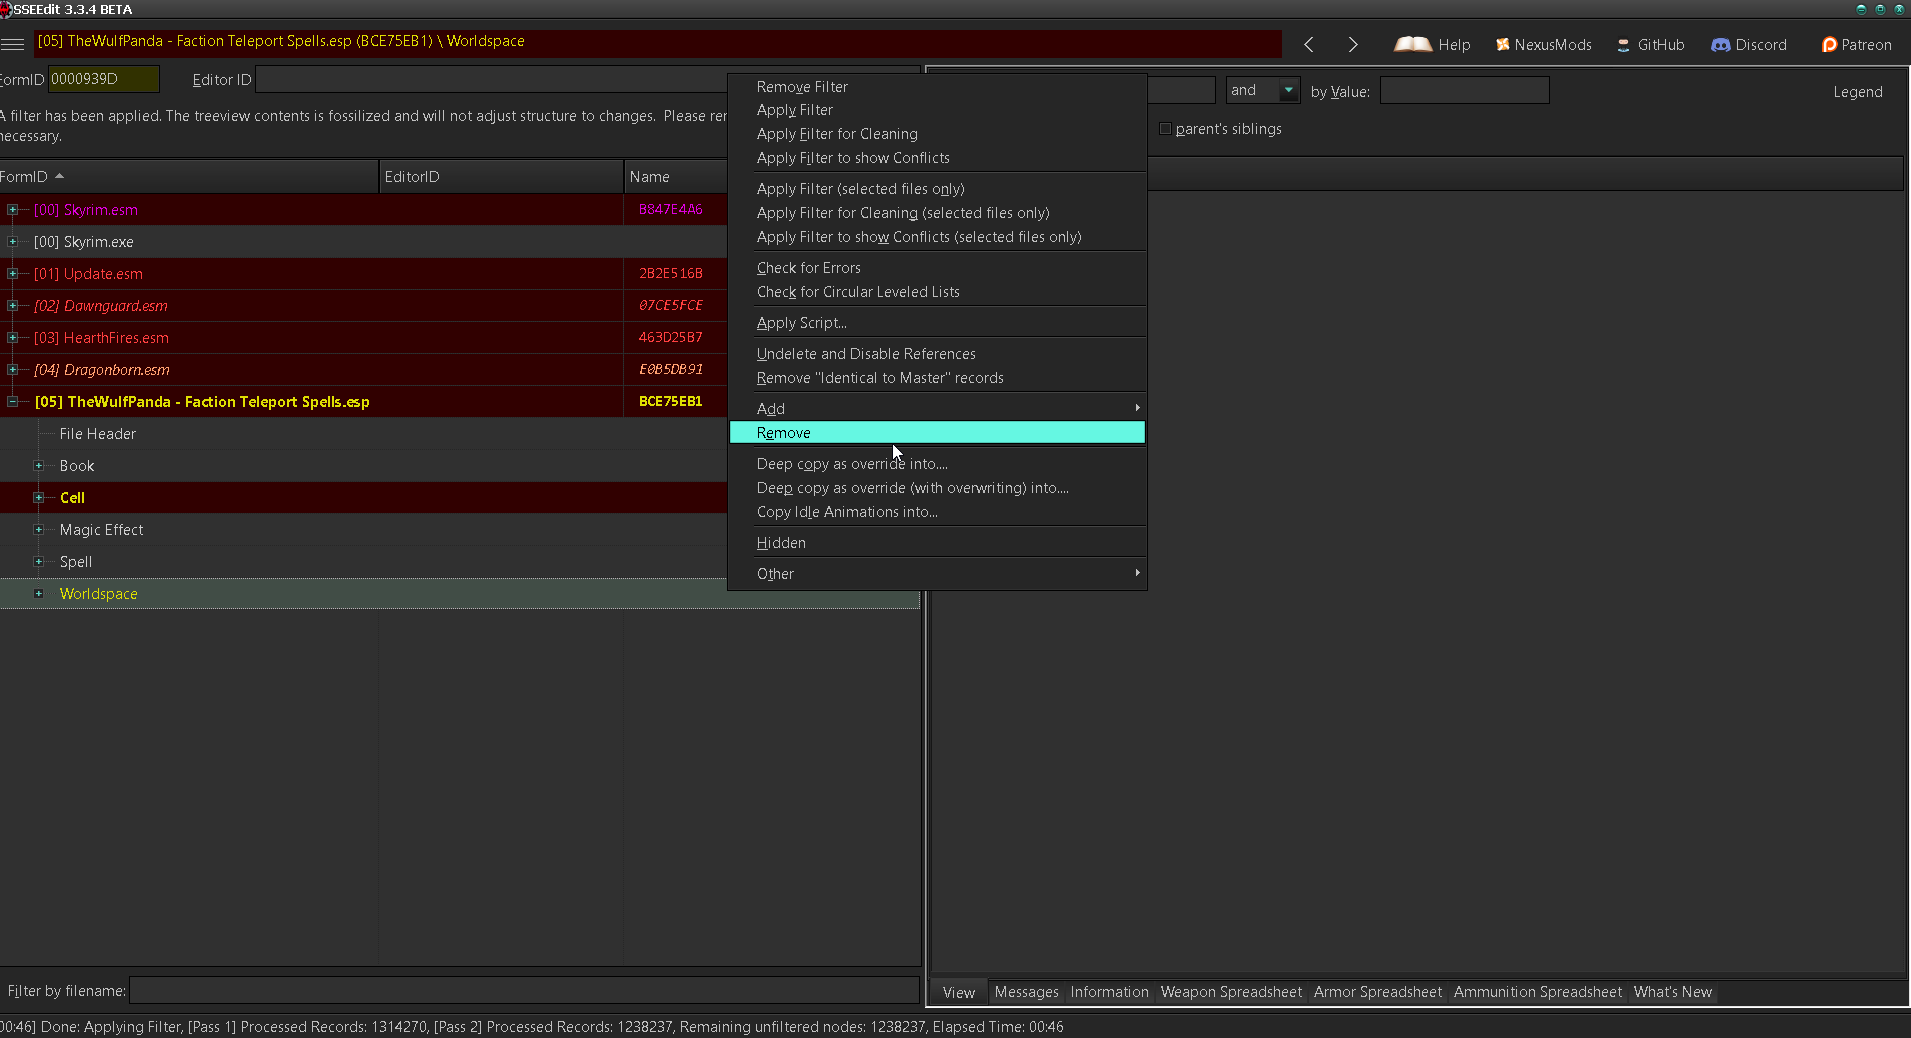 SSEEdit 3.3.4 BETA
[05] TheWulfPanda - Faction Teleport Spells.esp (BCE75EB1) \ Worldspace
Help NexusMods GitHub Discord Patreon
FormID 0000939D Editor ID
and by Value: Legend
A filter has been applied. The treeview contents is fossilized and will not adjust structure to changes. Please
necessary.
parent's siblings
FormID EditorID Name
[00] Skyrim.esm B847E4A6
[00] Skyrim.exe
[01] Update.esm 2B2E516B
[02] Dawnguard.esm 07CE5FCE
[03] HearthFires.esm 463D25B7
[04] Dragonborn.esm E0B5DB91
[05] TheWulfPanda - Faction Teleport Spells.esp BCE75EB1
File Header
Book
Cell
Magic Effect
Spell
Worldspace
Remove Filter
Apply Filter
Apply Filter for Cleaning
Apply Filter to show Conflicts
Apply Filter (selected files only)
Apply Filter for Cleaning (selected files only)
Apply Filter to show Conflicts (selected files only)
Check for Errors
Check for Circular Leveled Lists
Apply Script...
Undelete and Disable References
Remove "Identical to Master" records
Add
Remove
Deep copy as override into....
Deep copy as override (with overwriting) into....
Copy Idle Animations into...
Hidden
Other
Filter by filename:
View Messages Information Weapon Spreadsheet Armor Spreadsheet Ammunition Spreadsheet What's New
00:46] Done: Applying Filter, [Pass 1] Processed Records: 1314270, [Pass 2] Processed Records: 1238237, Remaining unfiltered nodes: 1238237, Elapsed Time: 00:46